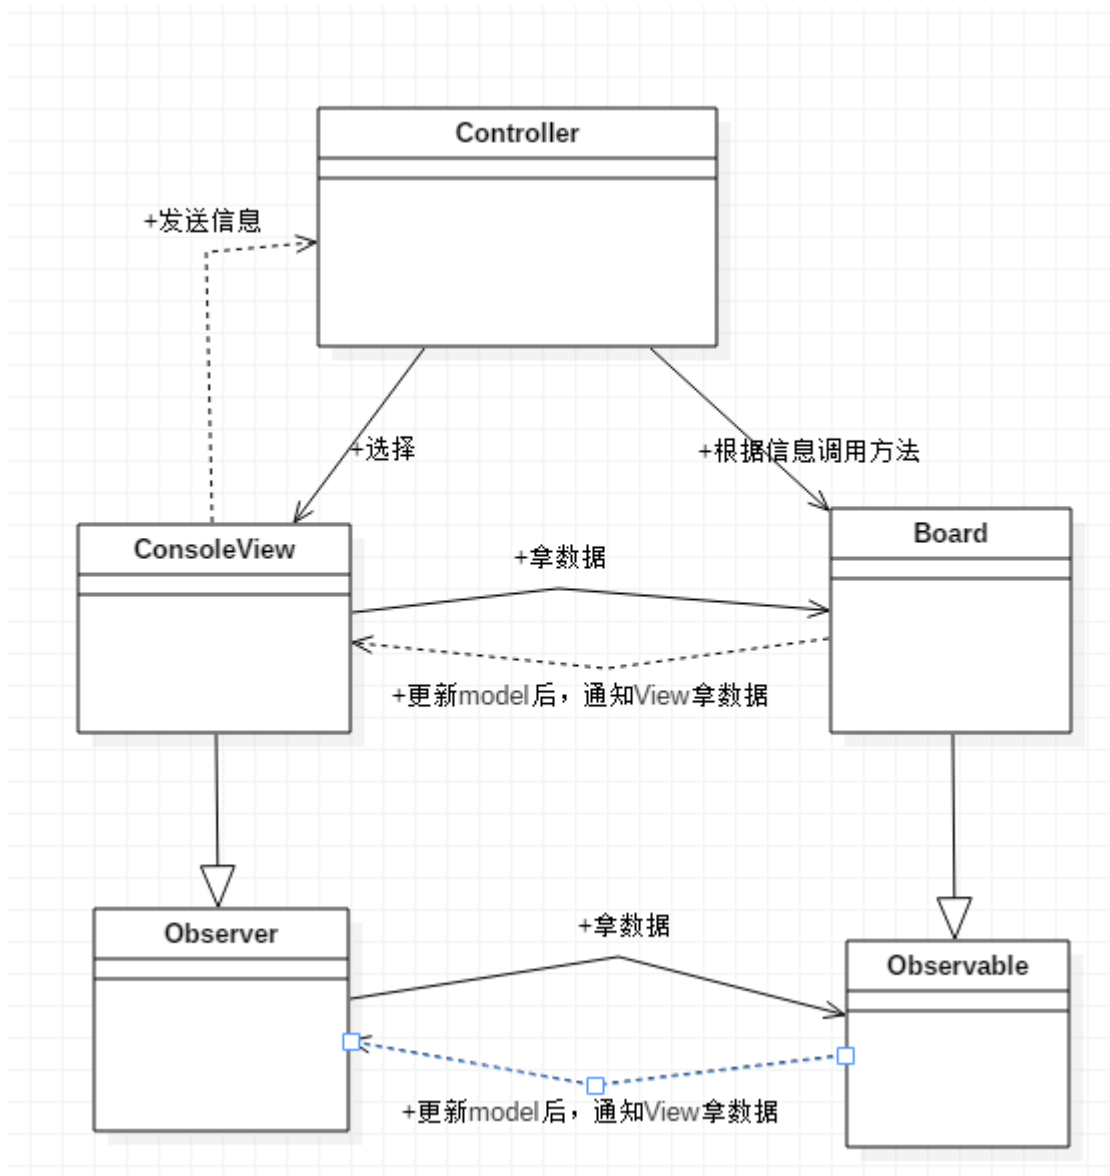 Controller
+发送信息
+选择
+根据信息调用方法
ConsoleView
Board
+拿数据
+更新model后，通知View拿数据
Observer
Observable
+拿数据
+更新model后，通知View拿数据